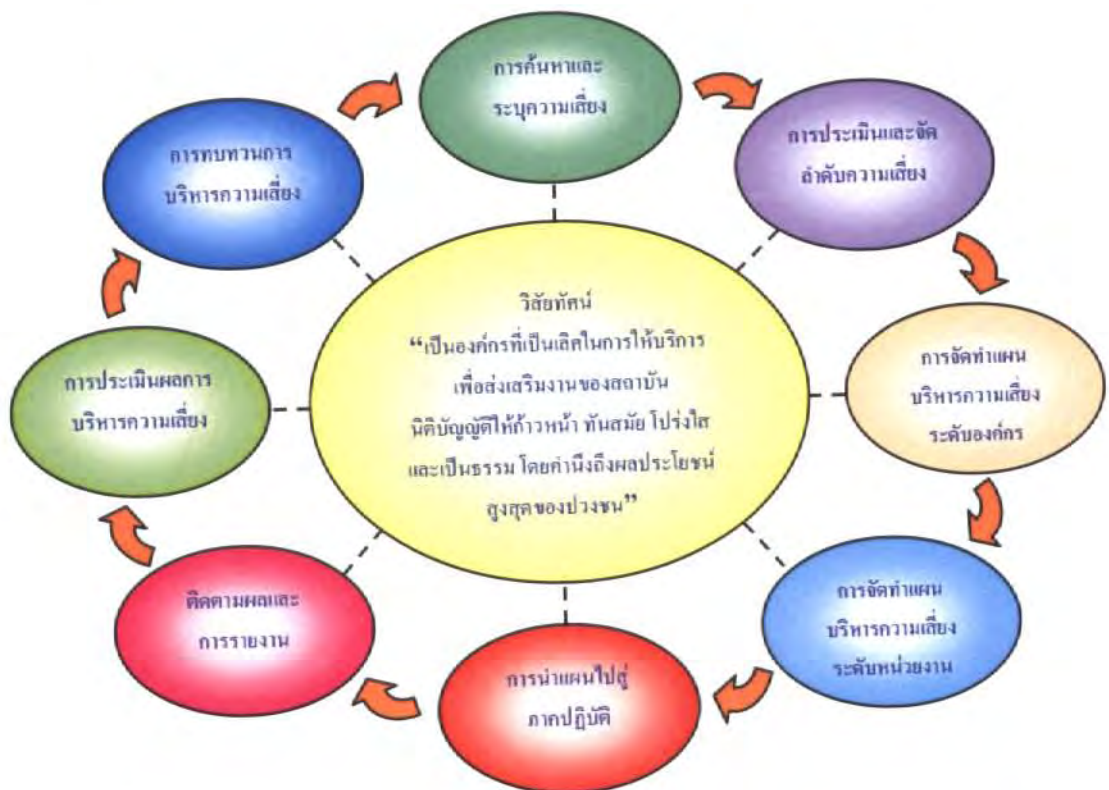 การค้นหาและ
ระบุความเสี่ยง
การประเมินและจัด
ลำดับความเสี่ยง
การจัดทำแผน
บริหารความเสี่ยง
ระดับองค์กร
การจัดทำแผน
บริหารความเสี่ยง
ระดับหน่วยงาน
การนำแผนไปสู่
ภาคปฏิบัติ
ติดตามผลและ
การรายงาน
การประเมินผลการ
บริหารความเสี่ยง
การทบทวนการ
บริหารความเสี่ยง
วิสัยทัศน์
“เป็นองค์กรที่เป็นเลิศในการให้บริการ
เพื่อส่งเสริมงานของสถาบัน
นิติบัญญัติให้ก้าวหน้า ทันสมัย โปร่งใส
และเป็นธรรม โดยคำนึงถึงผลประโยชน์
สูงสุดของปวงชน”